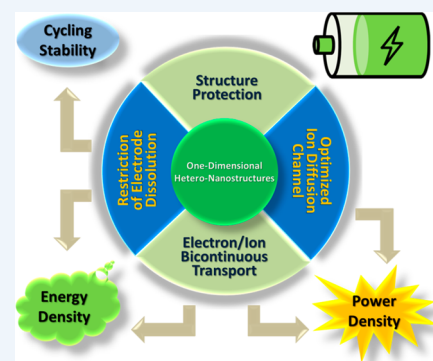 Cycling
Stability
Structure
Protection
Restriction
of Electrode
Dissolution
One-Dimensional
Hetero-Nanostructures
Optimized
Ion Diffusion
Channel
Electron/Ion
Bicontinuous
Transport
Energy
Density
Power
Density